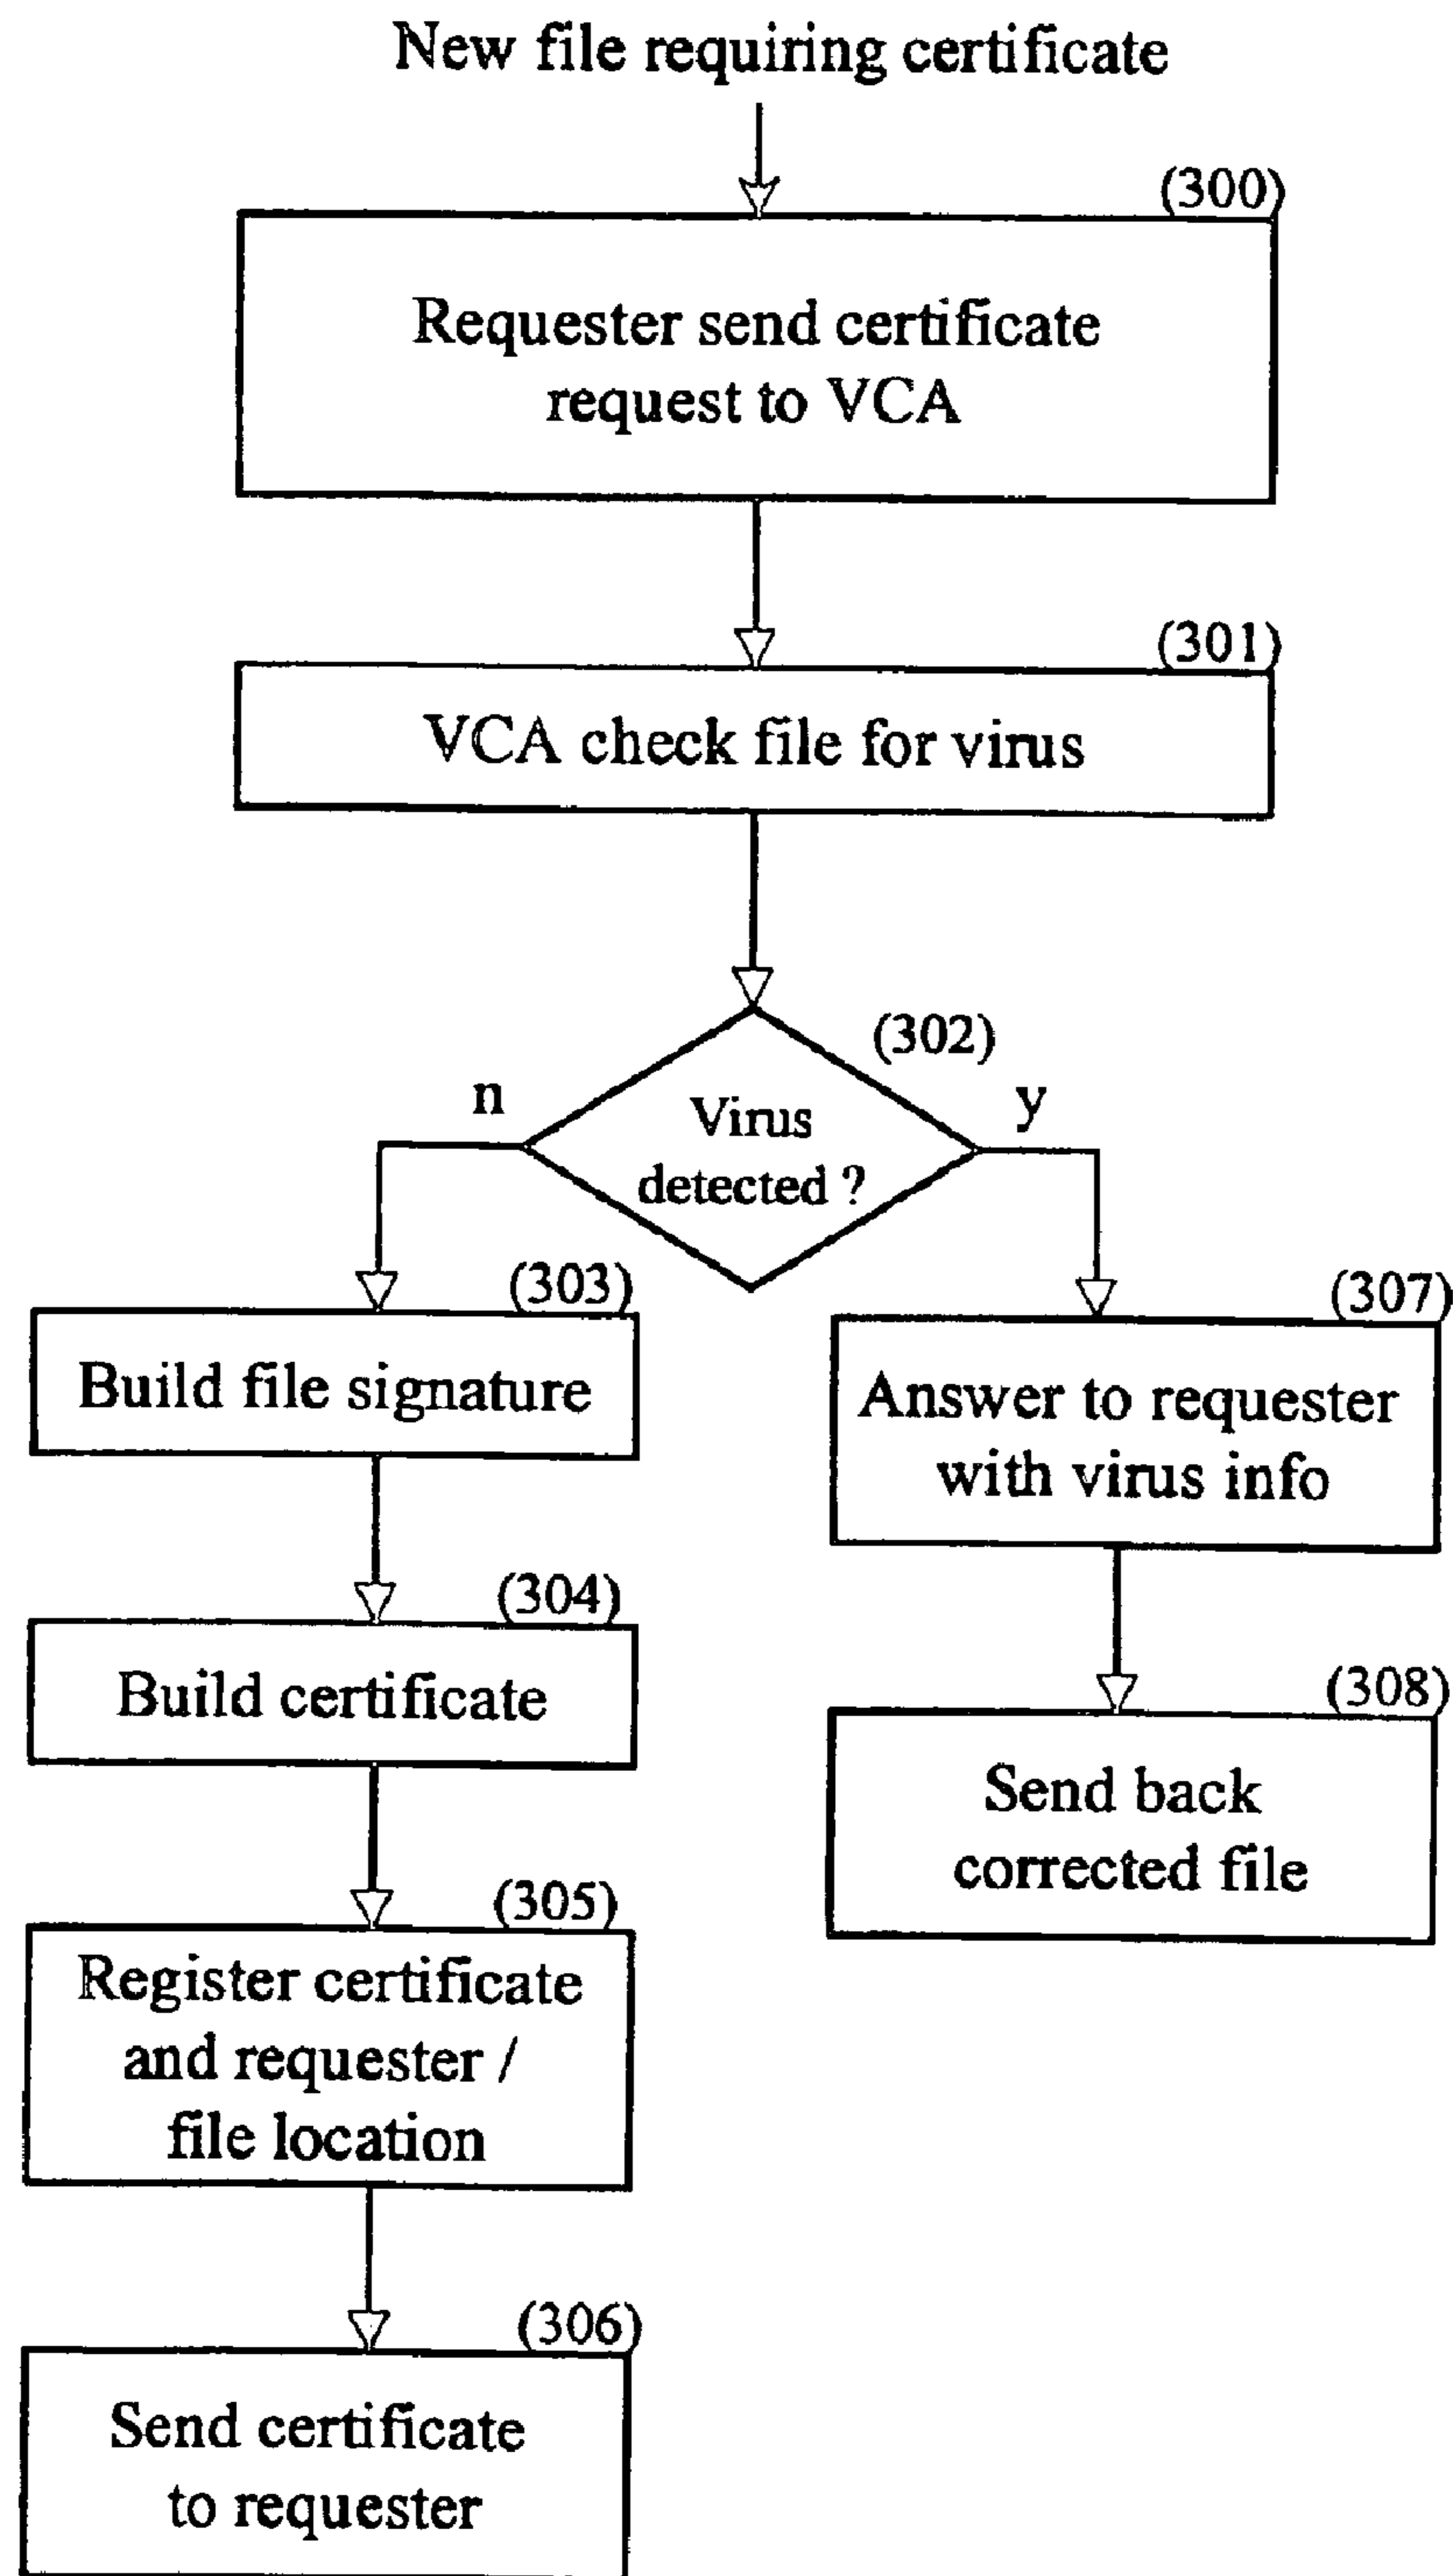 New file requiring certificate
(300)
Requester send certificate
request to VCA
(301)
VCA check file for virus
(302)
n
y
Virus
detected ?
(303)
Build file signature
(307)
Answer to requester
with virus info
(304)
Build certificate
(308)
Send back
corrected file
(305)
Register certificate
and requester /
file location
(306)
Send certificate
to requester